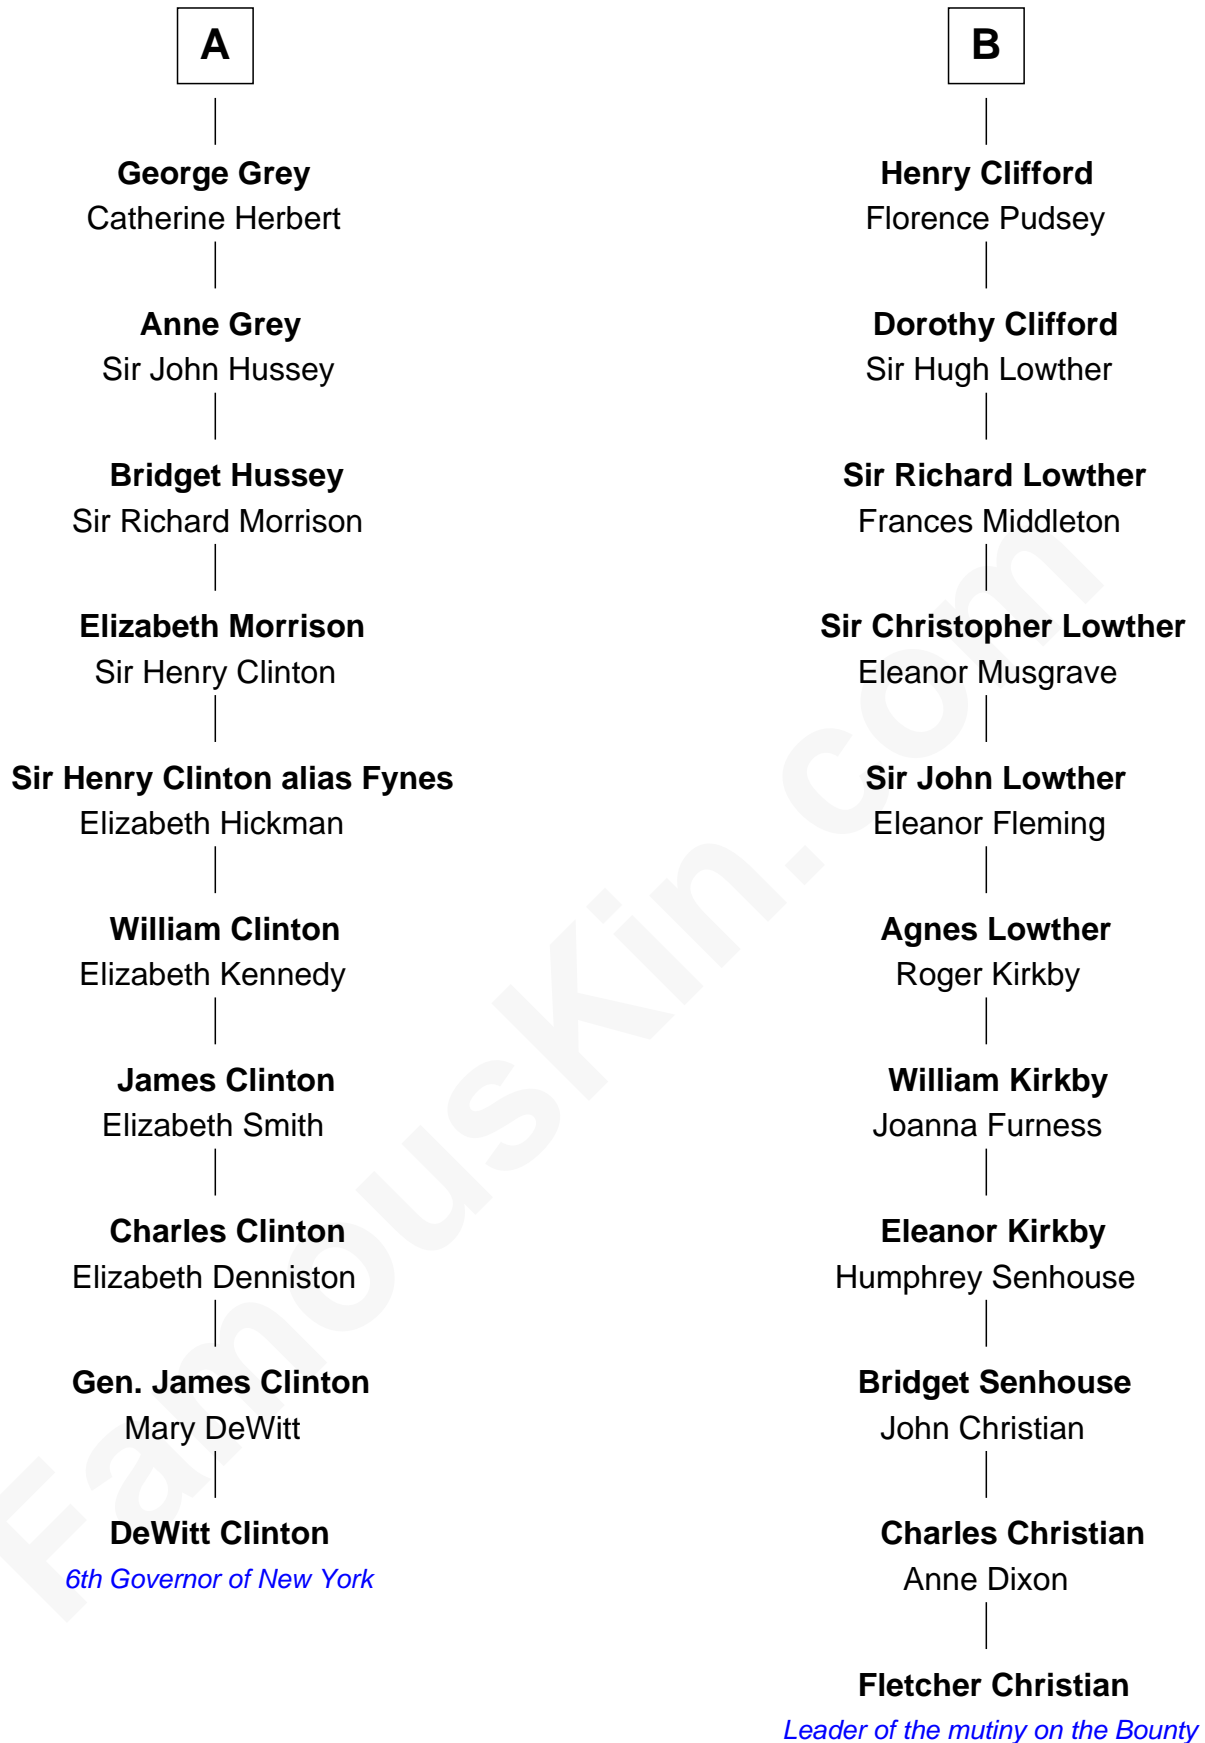 A
George Grey
Catherine Herbert
Anne Grey
Sir John Hussey
Bridget Hussey
Sir Richard Morrison
Elizabeth Morrison
Sir Henry Clinton
Sir Henry Clinton alias Fynes
Elizabeth Hickman
William Clinton
Elizabeth Kennedy
James Clinton
Elizabeth Smith
Charles Clinton
Elizabeth Denniston
Gen. James Clinton
Mary DeWitt
DeWitt Clinton
6th Governor of New York
B
Henry Clifford
Florence Pudsey
Dorothy Clifford
Sir Hugh Lowther
Sir Richard Lowther
Frances Middleton
Sir Christopher Lowther
Eleanor Musgrave
Sir John Lowther
Eleanor Fleming
Agnes Lowther
Roger Kirkby
William Kirkby
Joanna Furness
Eleanor Kirkby
Humphrey Senhouse
Bridget Senhouse
John Christian
Charles Christian
Anne Dixon
Fletcher Christian
Leader of the mutiny on the Bounty
FamousKin.com